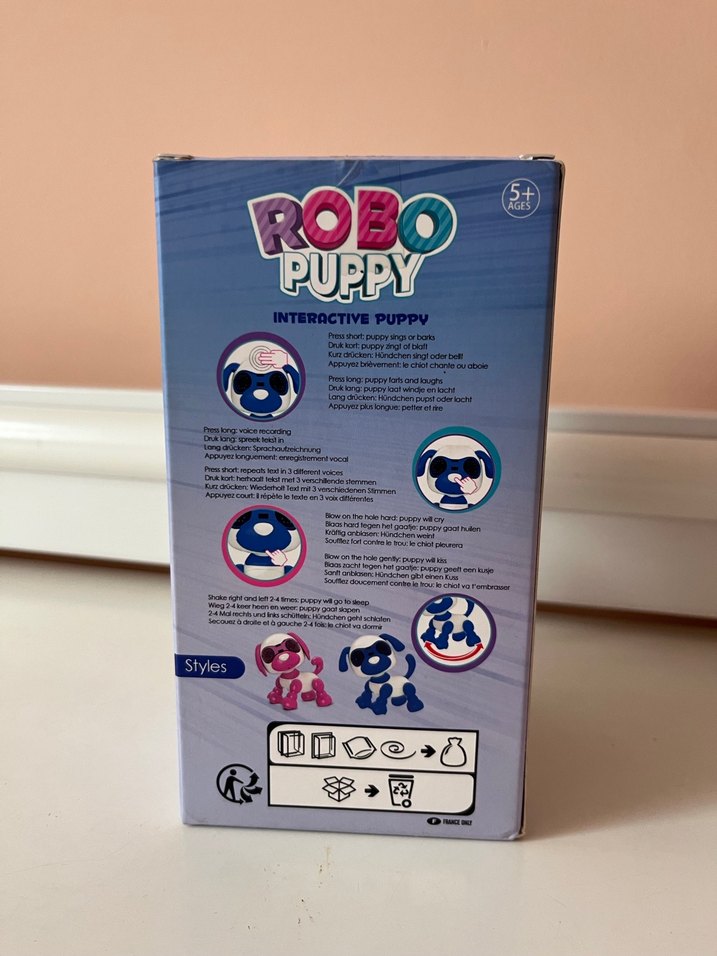 ROBO
PUPPY
5+
AGES
INTERACTIVE PUPPY
Press short: puppy sings or barks
Druk kort: puppy zingt of blaft
Kurz drücken: Hündchen singt oder bellt
Appuyez brièvement: le chiot chante ou aboie
Press long: puppy farts and laughs
Druk lang: puppy laat windje en lacht
Lang drücken: Hündchen pupst oder lacht
Appuyez plus longue: petter et rire
Press long: voice recording
Druk lang: spreek tekst in
Lang drücken: Sprachaufzeichnung
Appuyez longuement: enregistrement vocal
Press short: repeats text in 3 different voices
Druk kort: herhaalt tekst met 3 verschillende stemmen
Kurz drücken: Wiederholt Text mit 3 verschiedenen Stimmen
Appuyez court: il répète le texte en 3 voix différentes
Blow on the hole hard: puppy will cry
Blaas hard tegen het gaatje: puppy gaat huilen
Kräftig anblasen: Hündchen weint
Soufflez fort contre le trou: le chiot pleurera
Blow on the hole gently: puppy will kiss
Blaas zacht tegen het gaatje: puppy geeft een kusje
Sanft anblasen: Hündchen gibt einen Kuss
Soufflez doucement contre le trou: le chiot va t'embrasser
Shake right and left 2-4 times: puppy will go to sleep
Wieg 2-4 keer heen en weer: puppy gaat slapen
2-4 Mal rechts und links schütteln: Hündchen geht schlafen
Secouez à droite et à gauche 2-4 fois: le chiot va dormir
Styles
F FRANCE ONLY